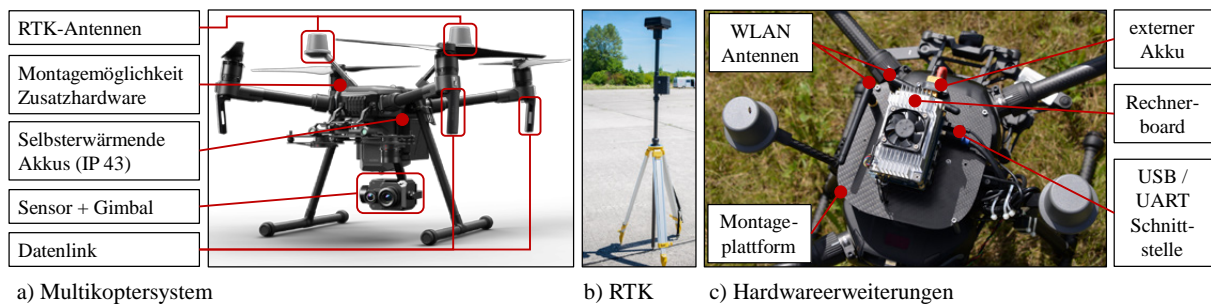 RTK-Antennen
Montagemöglichkeit
Zusatzhardware
Selbsterwärmende
Akkus (IP 43)
Sensor + Gimbal
Datenlink
WLAN
Antennen
Montage-
plattform
externer
Akku
Rechner-
board
USB /
UART
Schnitt-
stelle
a) Multikoptersystem
b) RTK
c) Hardwareerweiterungen